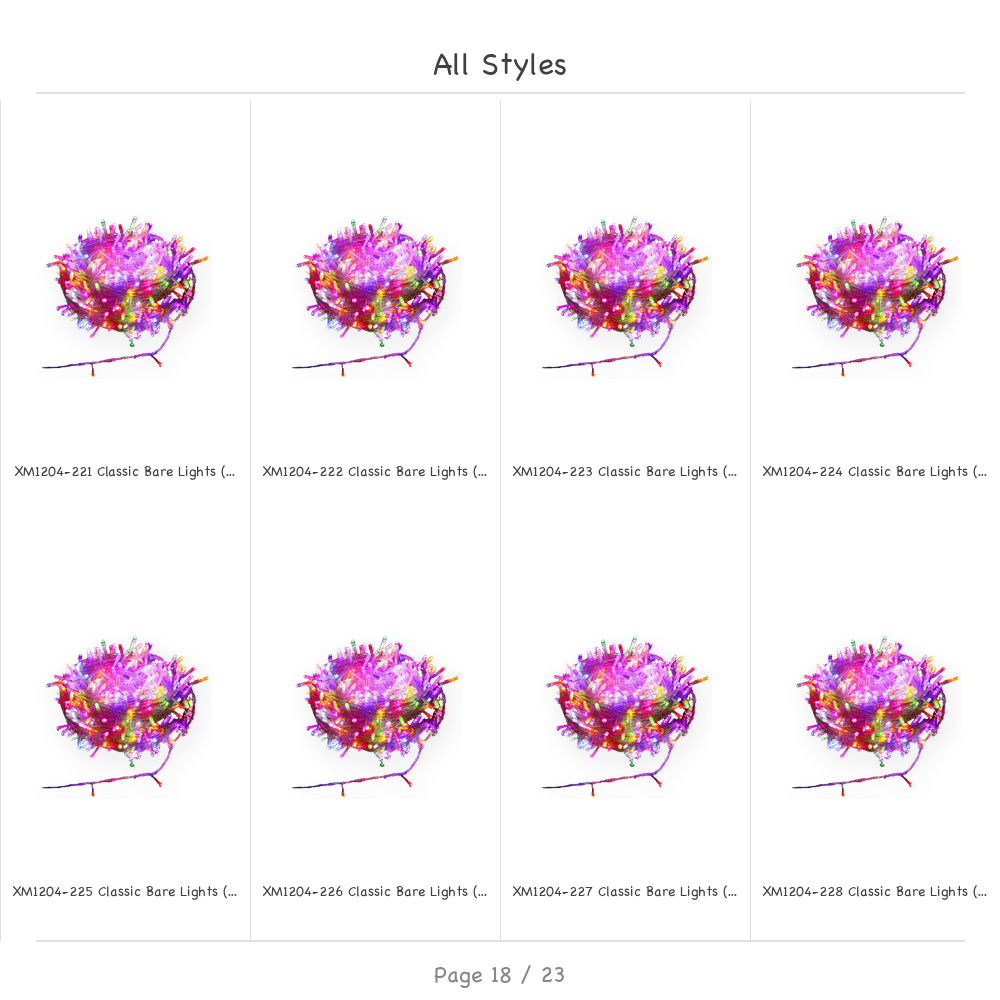 All Styles
XM1204-221 Classic Bare Lights (...
XM1204-222 Classic Bare Lights (...
XM1204-223 Classic Bare Lights (...
XM1204-224 Classic Bare Lights (...
XM1204-225 Classic Bare Lights (...
XM1204-226 Classic Bare Lights (...
XM1204-227 Classic Bare Lights (...
XM1204-228 Classic Bare Lights (...
Page 18 / 23